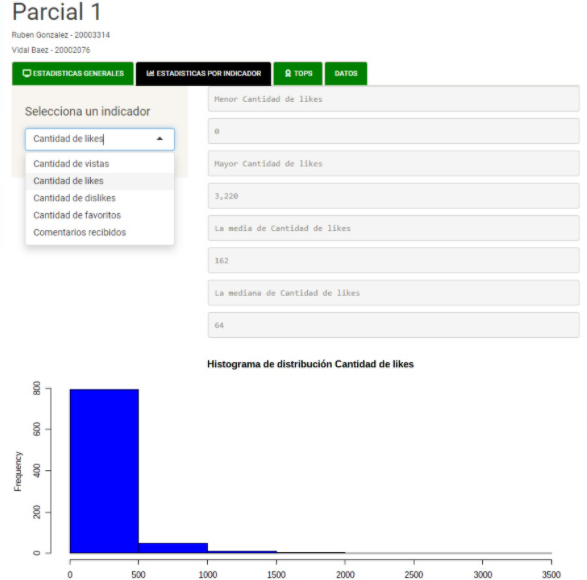 Parcial 1
Ruben Gonzalez - 20003314
Vidal Baez - 20002076
ESTADISTICAS GENERALES
ESTADISTICAS POR INDICADOR
TOPS
DATOS
Selecciona un indicador
Cantidad de likes
Cantidad de vistas
Cantidad de likes
Cantidad de dislikes
Cantidad de favoritos
Comentarios recibidos
Menor Cantidad de likes
0
Mayor Cantidad de likes
3,220
La media de Cantidad de likes
162
La mediana de Cantidad de likes
64
Histograma de distribución Cantidad de likes
Frequency
800
600
400
200
0
0 500 1000 1500 2000 2500 3000 3500